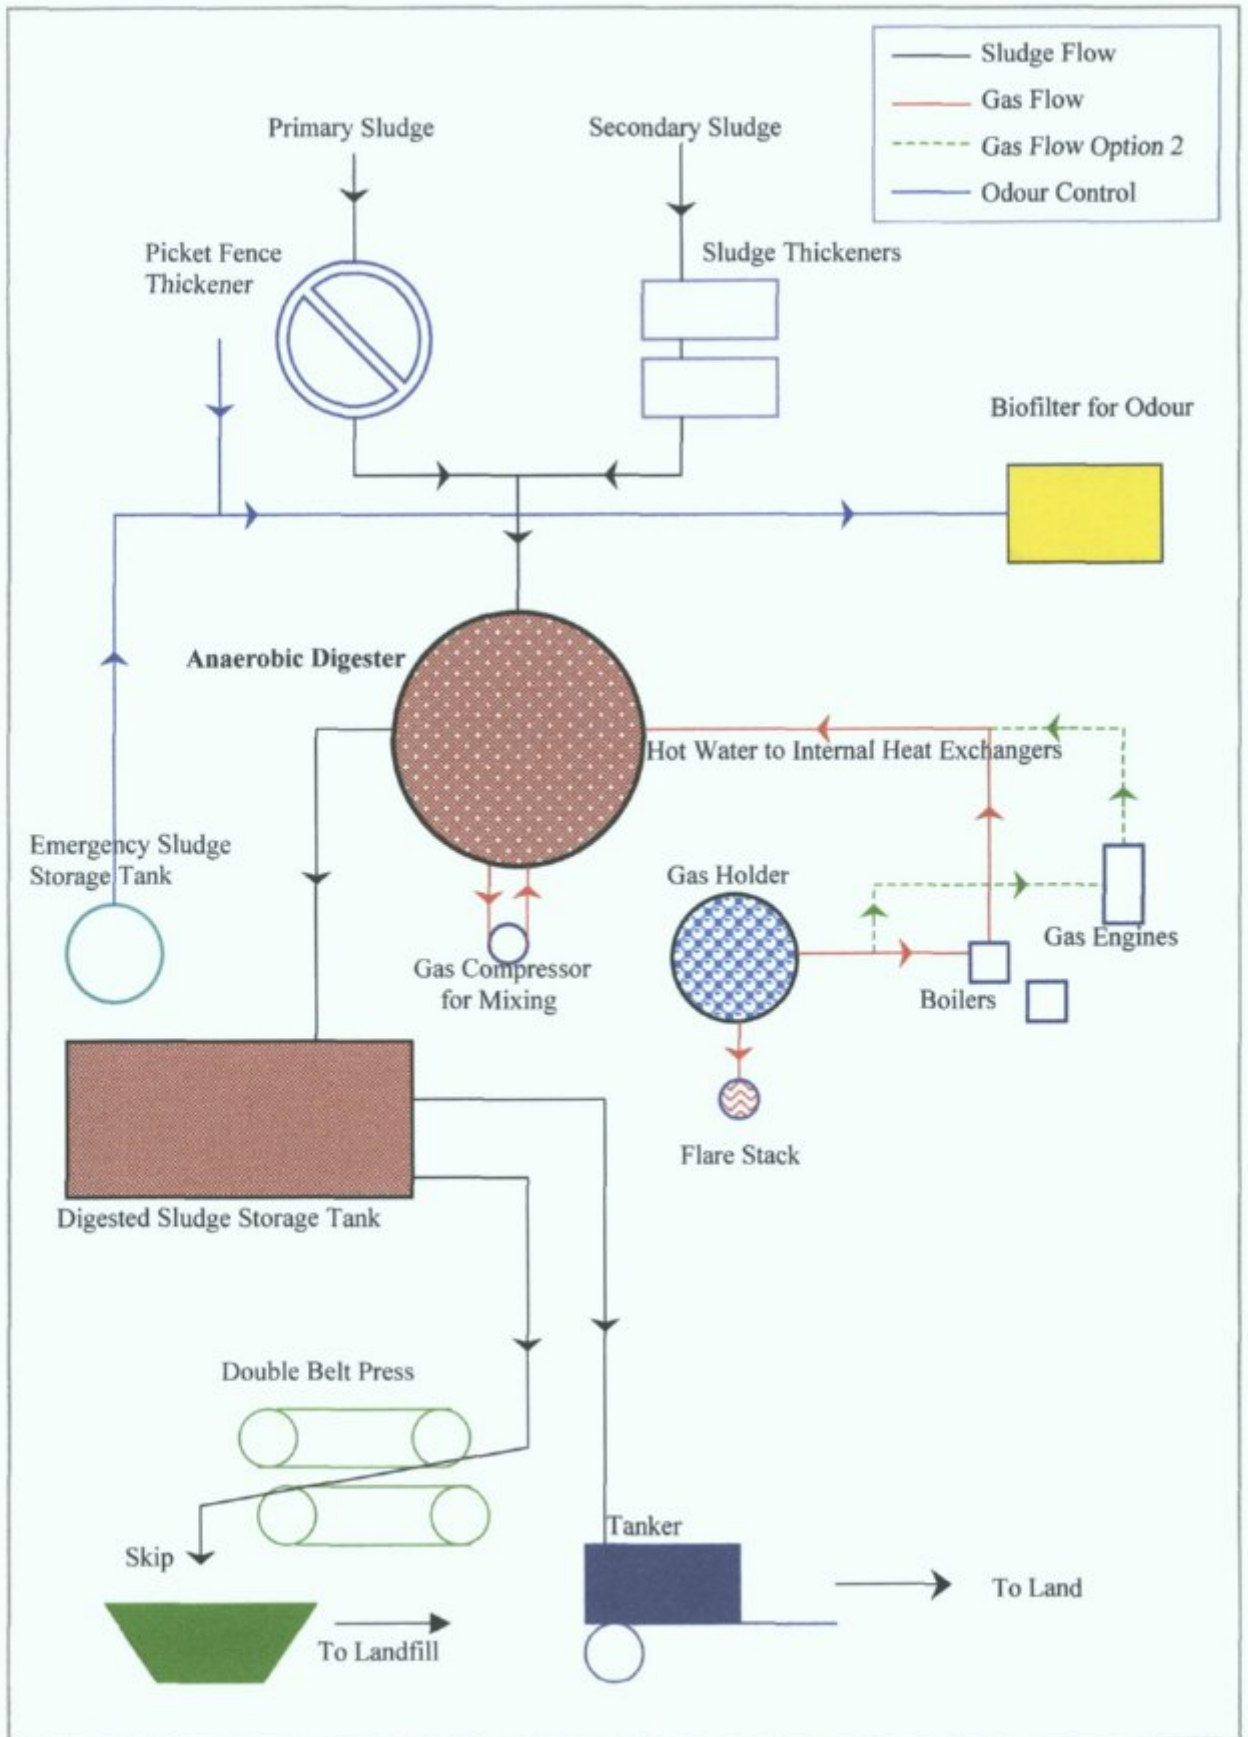 Sludge Flow
Gas Flow
Gas Flow Option 2
Odour Control
Primary Sludge
Secondary Sludge
Picket Fence
Thickener
Sludge Thickeners
Biofilter for Odour
Anaerobic Digester
Hot Water to Internal Heat Exchangers
Emergency Sludge
Storage Tank
Gas Holder
Gas Engines
Gas Compressor
for Mixing
Boilers
Flare Stack
Digested Sludge Storage Tank
Double Belt Press
Tanker
Skip
To Land
To Landfill